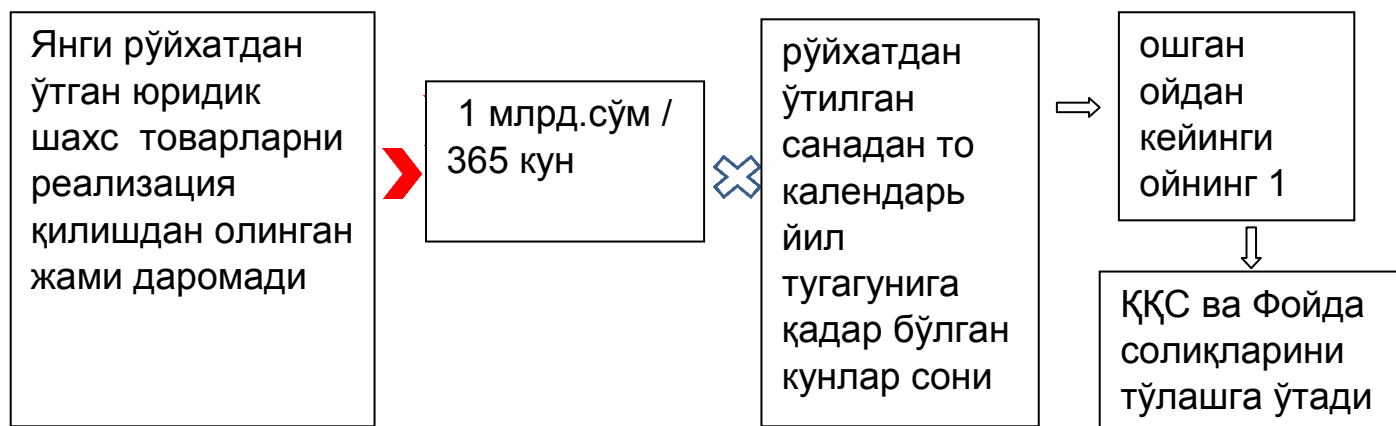 Янги рўйхатдан
ўтган юридик
шахс товарларни
реализация
қилишдан олинган
жами даромади
1 млрд.сўм /
365 кун
рўйхатдан
ўтилган
санадан то
календарь
йил
тугагунига
қадар бўлган
кунлар сони
ошган
ойдан
кейинги
ойнинг 1
ҚҚС ва Фойда
солиқларини
тўлашга ўтади